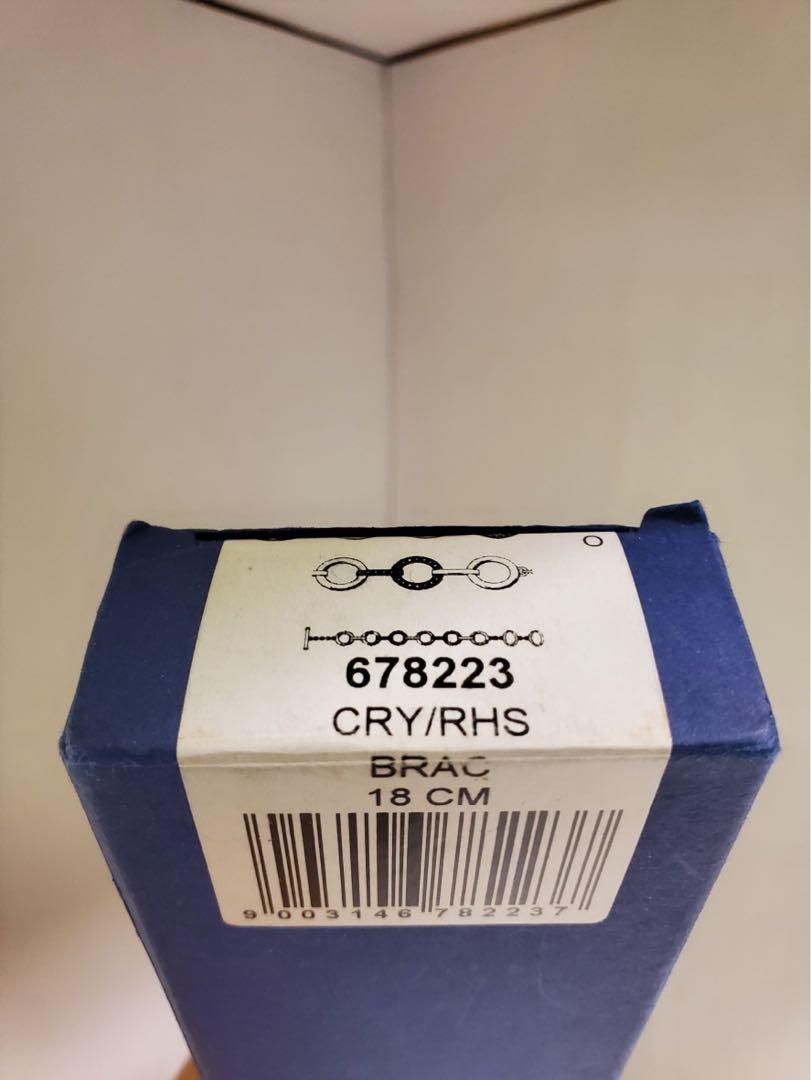 678223
CRY/RHS
BRAC
18 CM
9 003146 782237